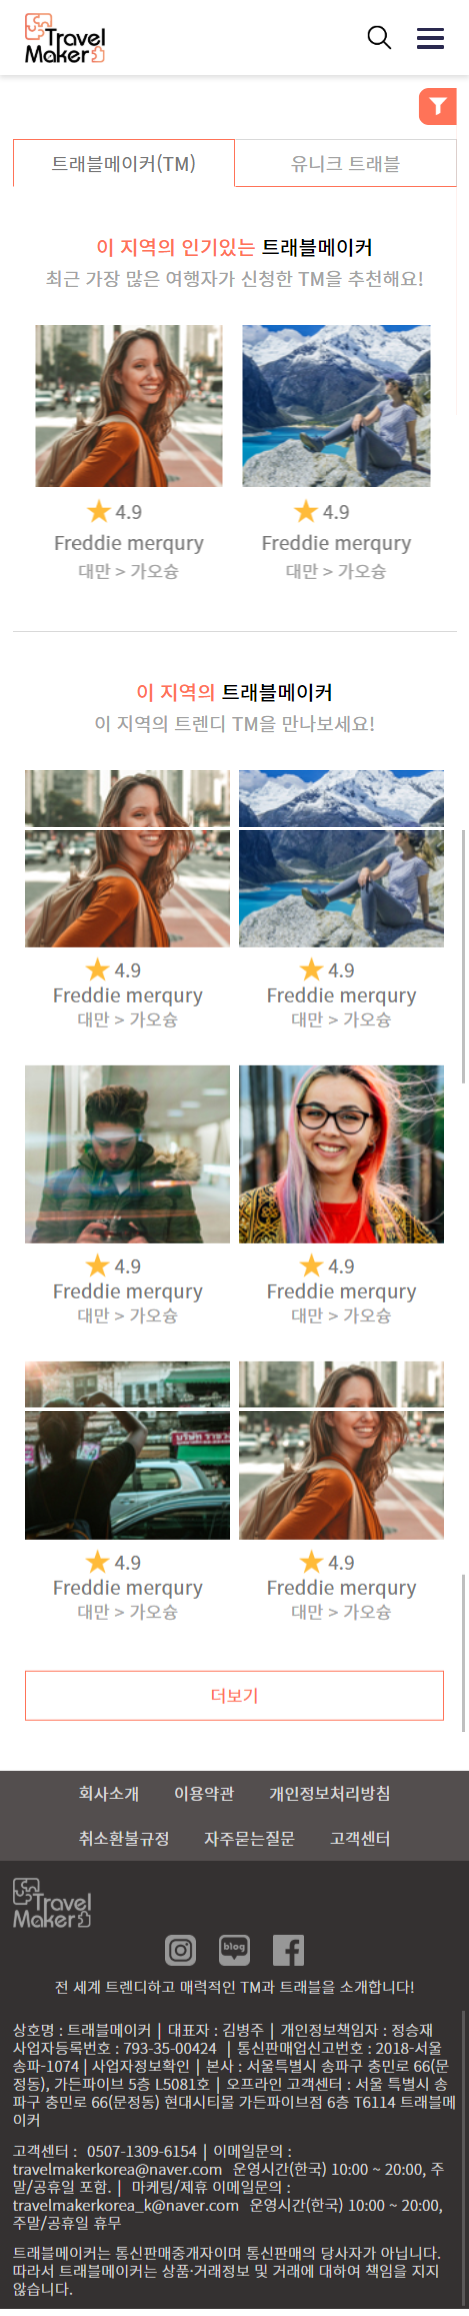 Travel
Maker
트래블메이커(TM)
유니크 트래블
이 지역의 인기있는 트래블메이커
최근 가장 많은 여행자가 신청한 TM을 추천해요!
4.9
4.9
Freddie merqury
Freddie merqury
대만 > 가오슝
대만 > 가오슝
이 지역의 트래블메이커
이 지역의 트렌디 TM을 만나보세요!
4.9
4.9
Freddie merqury
Freddie merqury
대만 > 가오슝
대만 > 가오슝
4.9
4.9
Freddie merqury
Freddie merqury
대만 > 가오슝
대만 > 가오슝
4.9
4.9
Freddie merqury
Freddie merqury
대만 > 가오슝
대만 > 가오슝
더보기
회사소개 이용약관 개인정보처리방침
취소환불규정 자주묻는질문 고객센터
Travel
Maker
blog
전 세계 트렌디하고 매력적인 TM과 트래블을 소개합니다!
상호명 : 트래블메이커 | 대표자 : 김병주 | 개인정보책임자 : 정승재
사업자등록번호 : 793-35-00424 | 통신판매업신고번호 : 2018-서울
송파-1074 | 사업자정보확인 | 본사 : 서울특별시 송파구 충민로 66(문
정동), 가든파이브 5층 L5081호 | 오프라인 고객센터 : 서울 특별시 송
파구 충민로 66(문정동) 현대시티몰 가든파이브점 6층 T6114 트래블메
이커
고객센터 : 0507-1309-6154 | 이메일문의 :
travelmakerkorea@naver.com 운영시간(한국) 10:00 ~ 20:00, 주
말/공휴일 포함. | 마케팅/제휴 이메일문의 :
travelmakerkorea_k@naver.com 운영시간(한국) 10:00 ~ 20:00,
주말/공휴일 휴무
트래블메이커는 통신판매중개자이며 통신판매의 당사자가 아닙니다.
따라서 트래블메이커는 상품·거래정보 및 거래에 대하여 책임을 지지
않습니다.